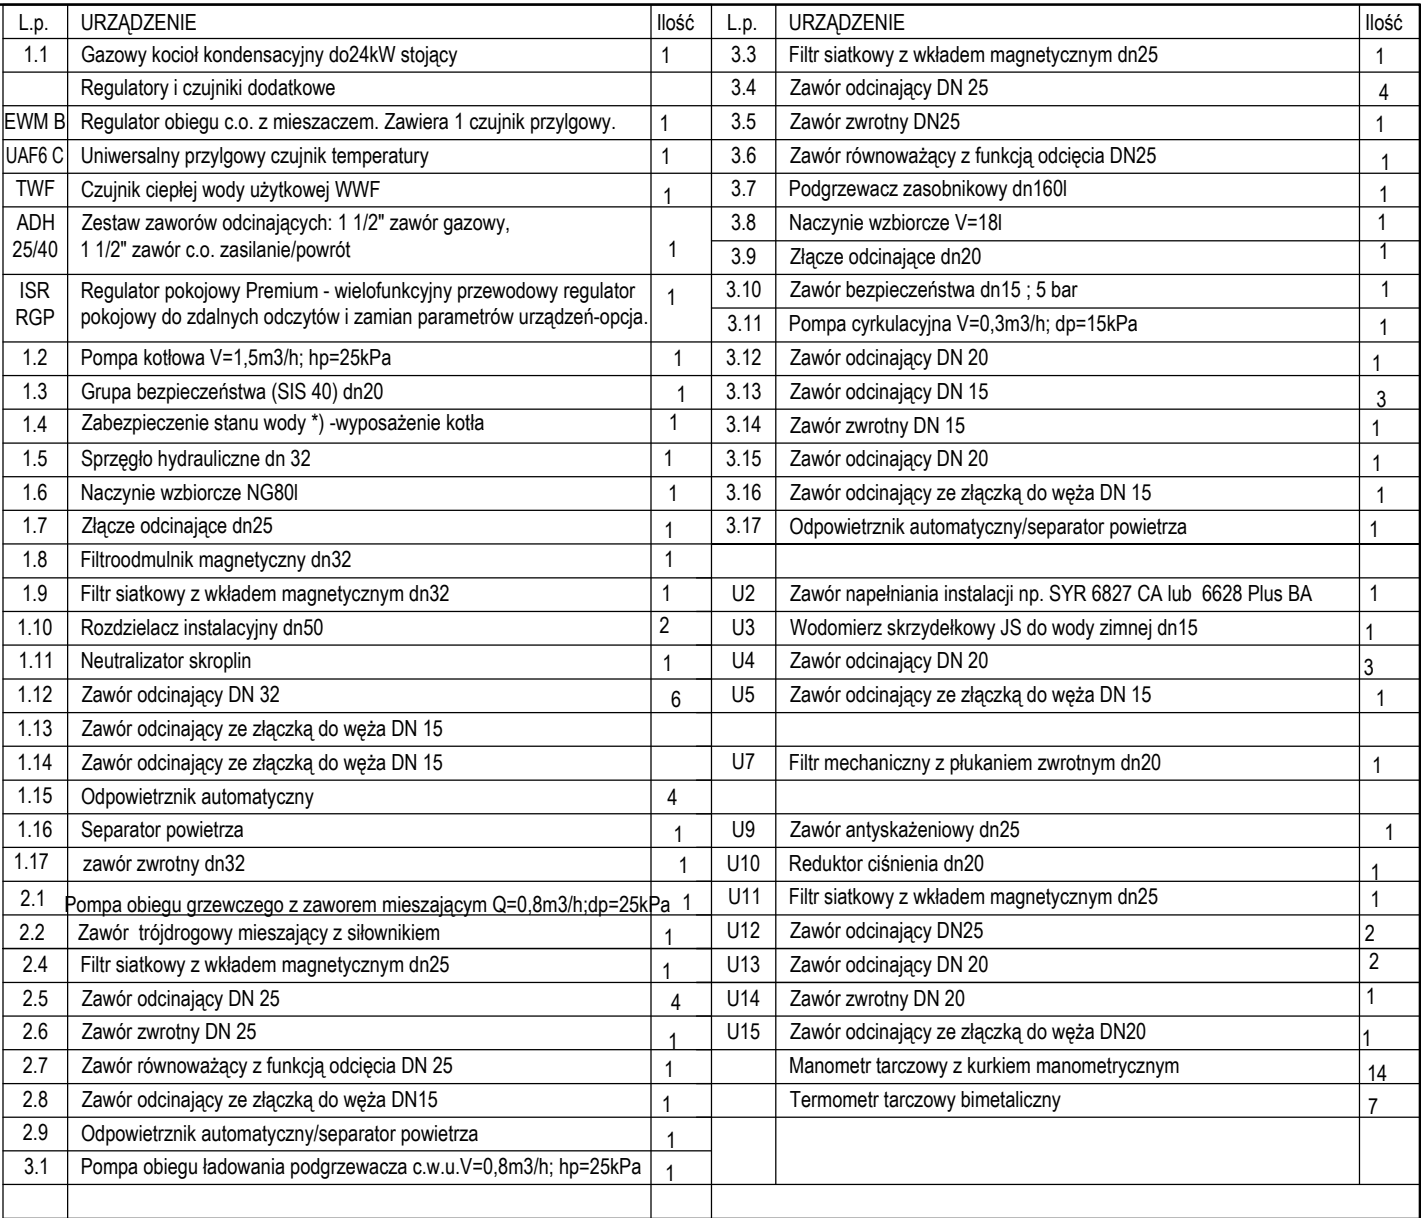 L.p. URZĄDZENIE Ilość
1.1 Gazowy kocioł kondensacyjny do24kW stojący 1
Regulatory i czujniki dodatkowe
EWM B Regulator obiegu c.o. z mieszaczem. Zawiera 1 czujnik przylgowy. 1
UAF6 C Uniwersalny przylgowy czujnik temperatury 1
TWF Czujnik ciepłej wody użytkowej WWF 1
ADH Zestaw zaworów odcinających: 1 1/2" zawór gazowy,
25/40 1 1/2" zawór c.o. zasilanie/powrót 1
ISR Regulator pokojowy Premium - wielofunkcyjny przewodowy regulator 1
RGP pokojowy do zdalnych odczytów i zamian parametrów urządzeń-opcja.
1.2 Pompa kotłowa V=1,5m3/h; hp=25kPa 1
1.3 Grupa bezpieczeństwa (SIS 40) dn20 1
1.4 Zabezpieczenie stanu wody *) -wyposażenie kotła 1
1.5 Sprzęgło hydrauliczne dn 32 1
1.6 Naczynie wzbiorcze NG80l 1
1.7 Złącze odcinające dn25 1
1.8 Filtroodmulnik magnetyczny dn32 1
1.9 Filtr siatkowy z wkładem magnetycznym dn32 1
1.10 Rozdzielacz instalacyjny dn50 2
1.11 Neutralizator skroplin 1
1.12 Zawór odcinający DN 32 6
1.13 Zawór odcinający ze złączką do węża DN 15
1.14 Zawór odcinający ze złączką do węża DN 15
1.15 Odpowietrznik automatyczny 4
1.16 Separator powietrza 1
1.17 zawór zwrotny dn32 1
2.1 Pompa obiegu grzewczego z zaworem mieszającym Q=0,8m3/h;dp=25kPa 1
2.2 Zawór trójdrogowy mieszający z siłownikiem 1
2.4 Filtr siatkowy z wkładem magnetycznym dn25 1
2.5 Zawór odcinający DN 25 4
2.6 Zawór zwrotny DN 25 1
2.7 Zawór równoważący z funkcją odcięcia DN 25 1
2.8 Zawór odcinający ze złączką do węża DN15 1
2.9 Odpowietrznik automatyczny/separator powietrza 1
3.1 Pompa obiegu ładowania podgrzewacza c.w.u.V=0,8m3/h; hp=25kPa 1
L.p. URZĄDZENIE Ilość
3.3 Filtr siatkowy z wkładem magnetycznym dn25 1
3.4 Zawór odcinający DN 25 4
3.5 Zawór zwrotny DN25 1
3.6 Zawór równoważący z funkcją odcięcia DN25 1
3.7 Podgrzewacz zasobnikowy dn160l 1
3.8 Naczynie wzbiorcze V=18l 1
3.9 Złącze odcinające dn20 1
3.10 Zawór bezpieczeństwa dn15 ; 5 bar 1
3.11 Pompa cyrkulacyjna V=0,3m3/h; dp=15kPa 1
3.12 Zawór odcinający DN 20 1
3.13 Zawór odcinający DN 15 3
3.14 Zawór zwrotny DN 15 1
3.15 Zawór odcinający DN 20 1
3.16 Zawór odcinający ze złączką do węża DN 15 1
3.17 Odpowietrznik automatyczny/separator powietrza 1
U2 Zawór napełniania instalacji np. SYR 6827 CA lub 6628 Plus BA 1
U3 Wodomierz skrzydełkowy JS do wody zimnej dn15 1
U4 Zawór odcinający DN 20 3
U5 Zawór odcinający ze złączką do węża DN 15 1
U7 Filtr mechaniczny z płukaniem zwrotnym dn20 1
U9 Zawór antyskażeniowy dn25 1
U10 Reduktor ciśnienia dn20 1
U11 Filtr siatkowy z wkładem magnetycznym dn25 1
U12 Zawór odcinający DN25 2
U13 Zawór odcinający DN 20 2
U14 Zawór zwrotny DN 20 1
U15 Zawór odcinający ze złączką do węża DN20 1
Manometr tarczowy z kurkiem manometrycznym 14
Termometr tarczowy bimetaliczny 7